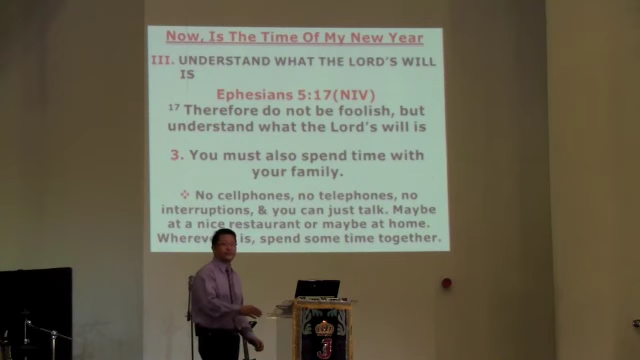 Now, Is The Time Of My New Year
III. UNDERSTAND WHAT THE LORD'S WILL
IS
Ephesians 5:17(NIV)
17 Therefore do not be foolish, but
understand what the Lord's will is
3. You must also spend time with
your family.
❖ No cellphones, no telephones, no
interruptions, & you can just talk. Maybe
at a nice restaurant or maybe at home.
is, spend some time together.
J